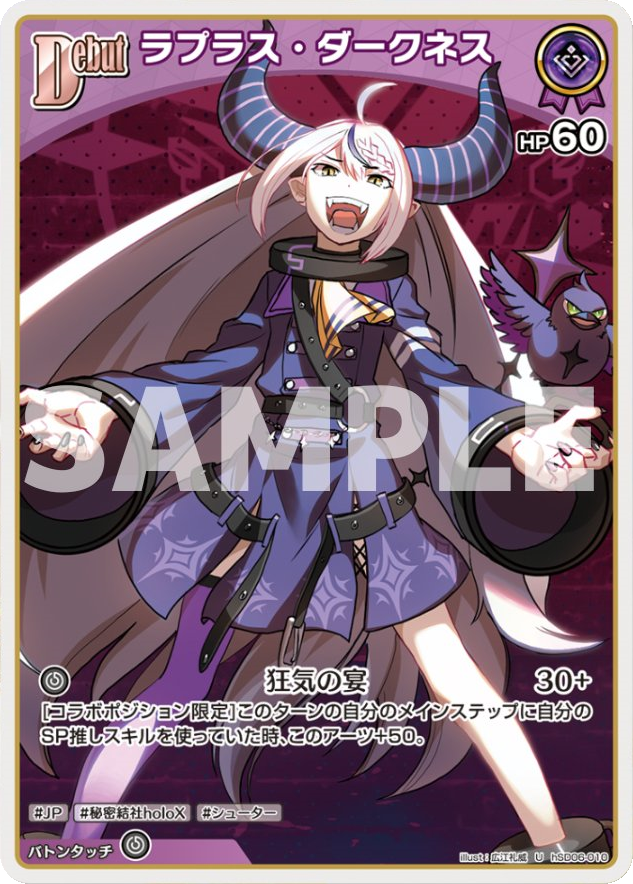 Debut ラプラス・ダークネス
HP60
SAMPLE
狂気の宴 30+
[コラボポジション限定]このターンの自分のメインステップに自分の
SP推しスキルを使っていた時、このアーツ+50。
#JP #秘密結社holoX #シューター
バトンタッチ
illust：広江礼威 U hSD06-010